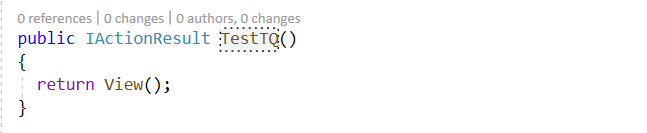 0 references | 0 changes | 0 authors, 0 changes
public IActionResult TestTQ()
{
return View();
}